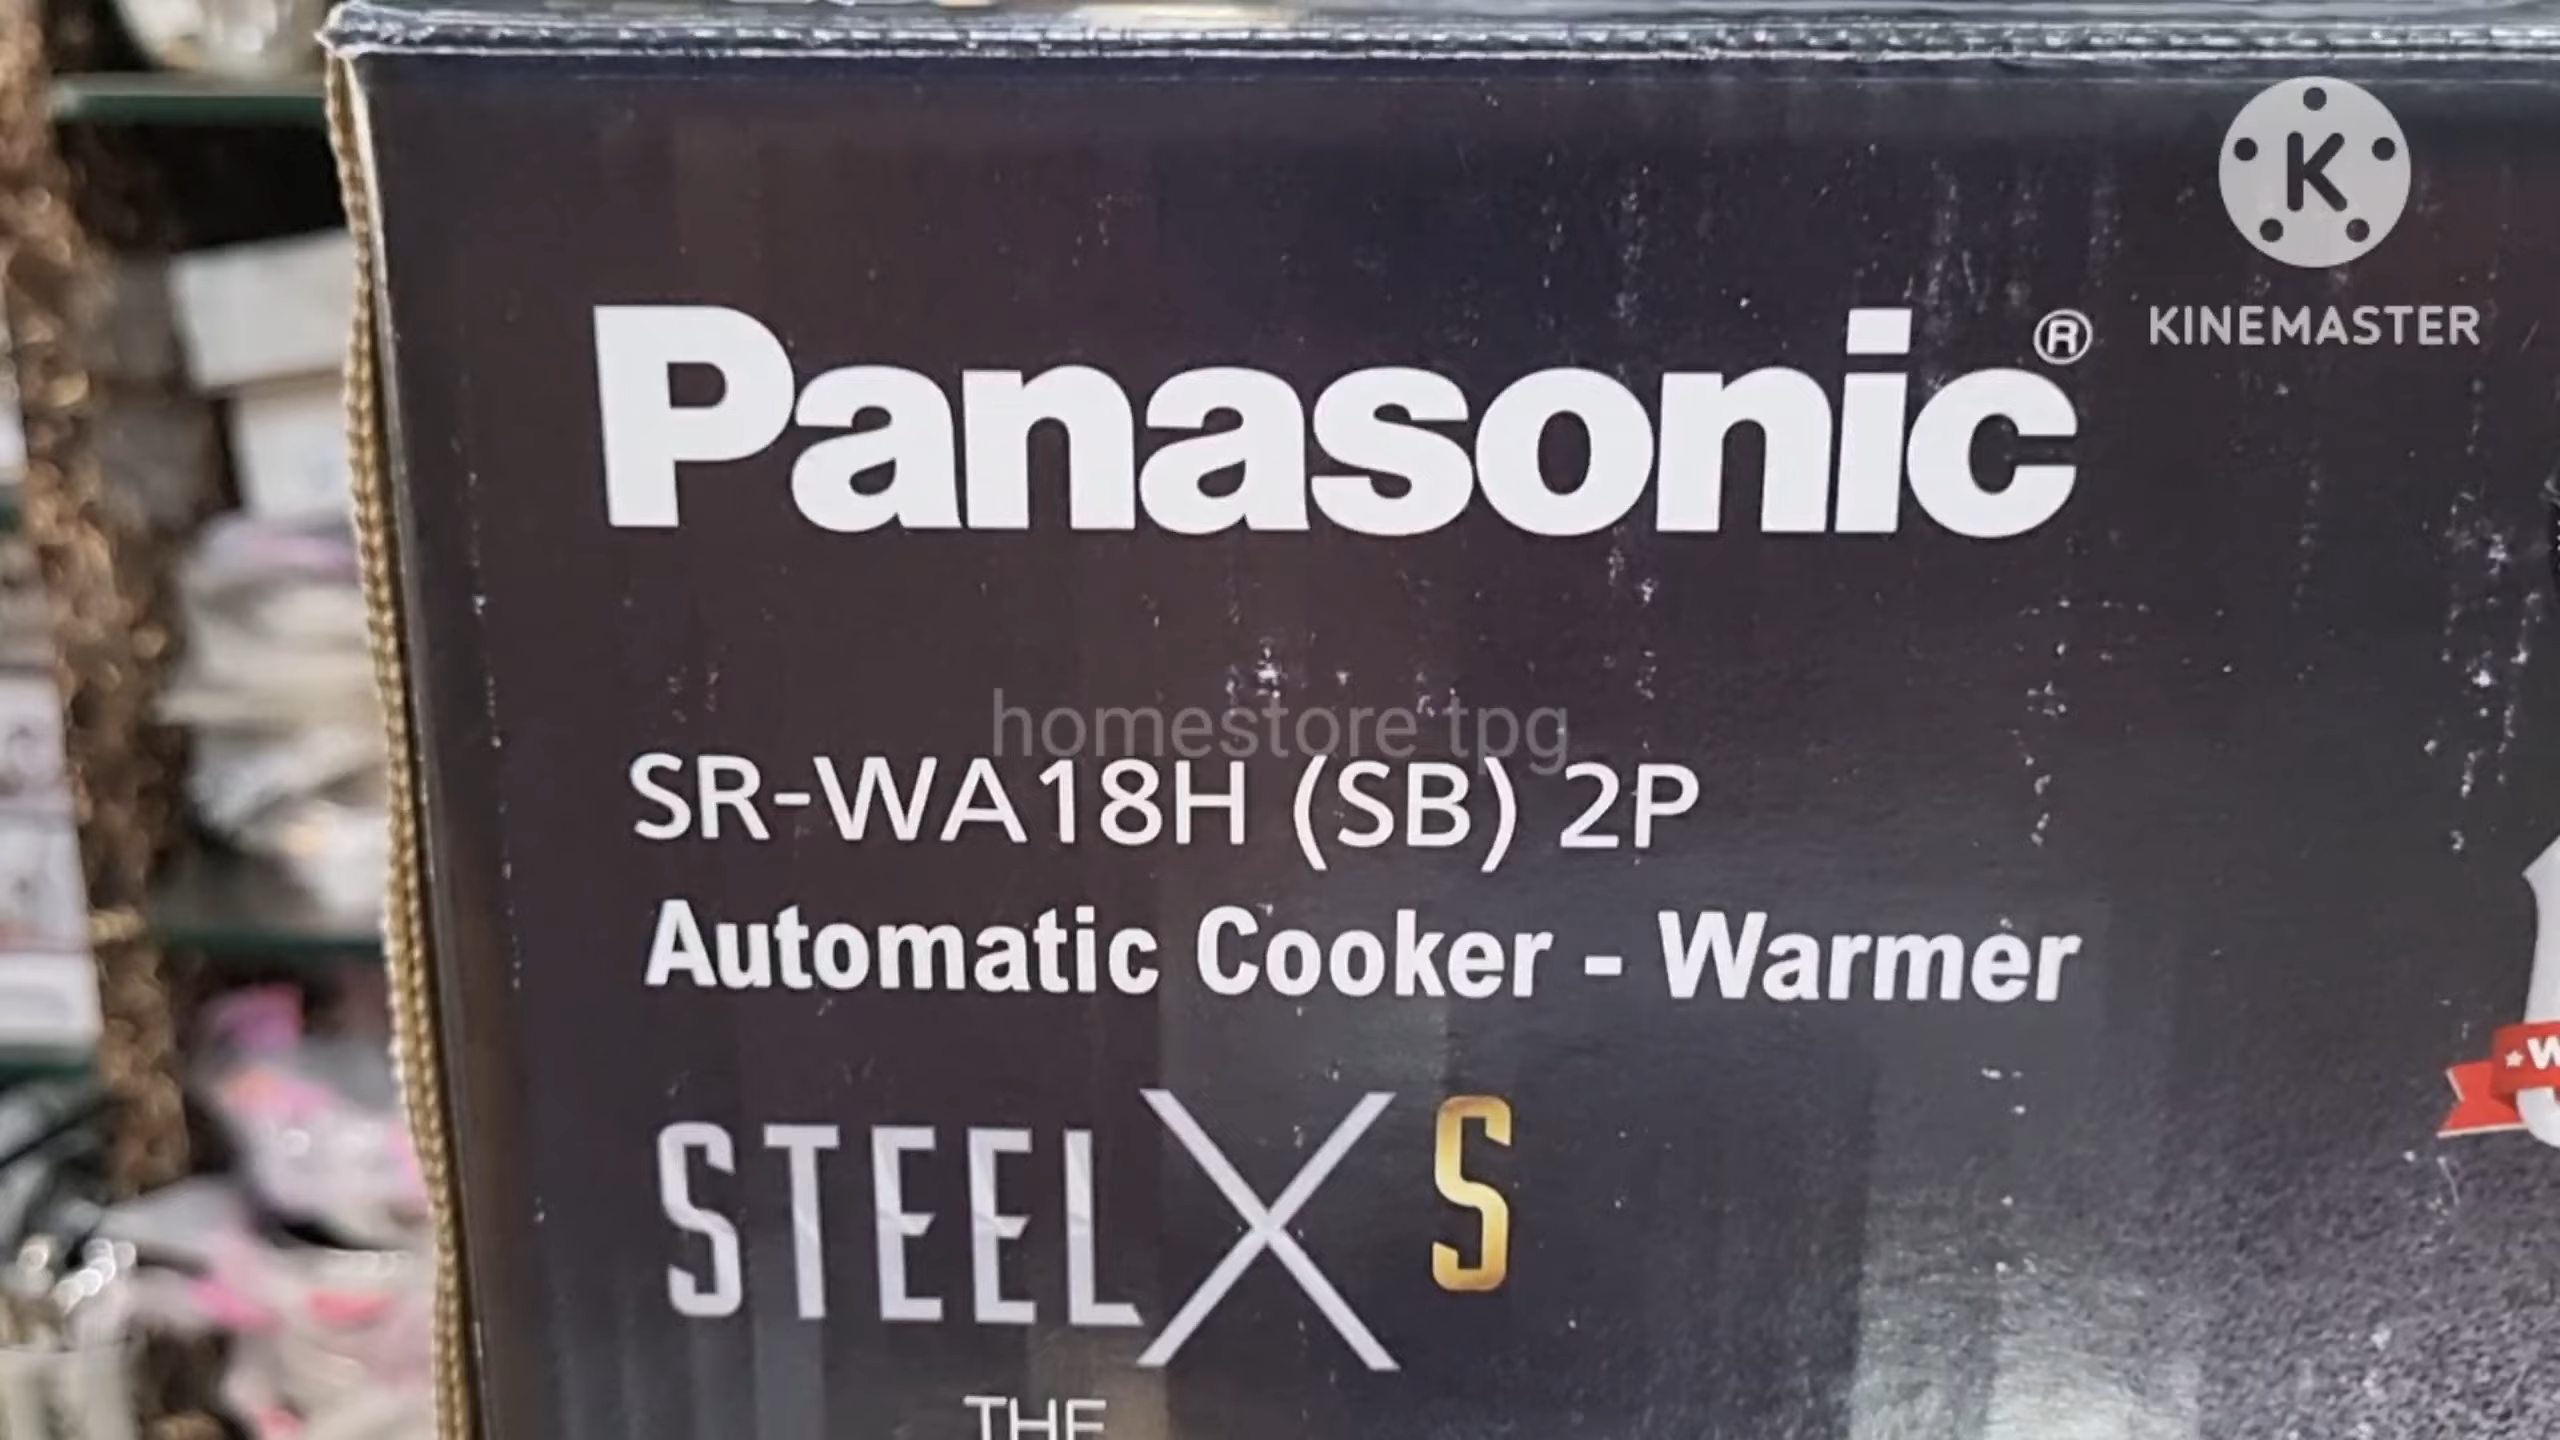 Panasonic®
KINEMASTER
homestore tpg
SR-WA18H (SB) 2P
Automatic Cooker - Warmer
STEEL X S
THE